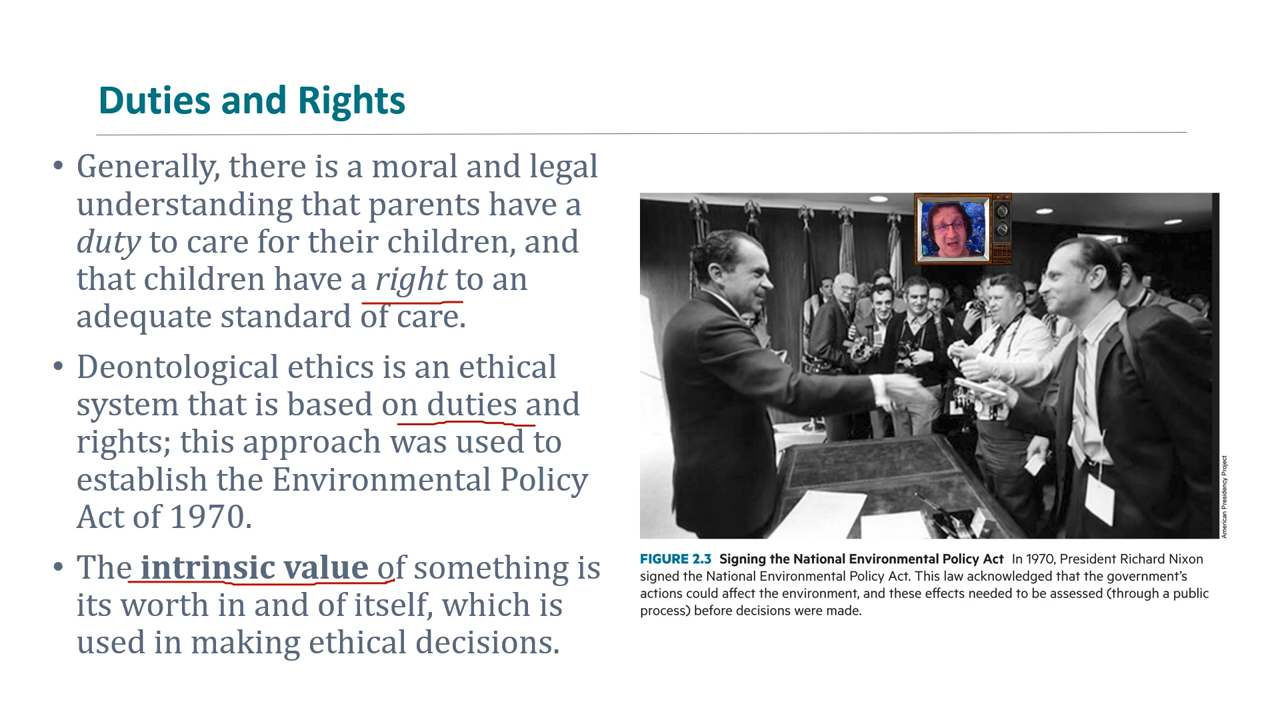 Duties and Rights
• Generally, there is a moral and legal
understanding that parents have a
duty to care for their children, and
that children have a right to an
adequate standard of care.
• Deontological ethics is an ethical
system that is based on duties and
rights; this approach was used to
establish the Environmental Policy
Act of 1970.
• The intrinsic value of something is
its worth in and of itself, which is
used in making ethical decisions.
American Presidency Project
FIGURE 2.3 Signing the National Environmental Policy Act In 1970, President Richard Nixon
signed the National Environmental Policy Act. This law acknowledged that the government's
actions could affect the environment, and these effects needed to be assessed (through a public
process) before decisions were made.